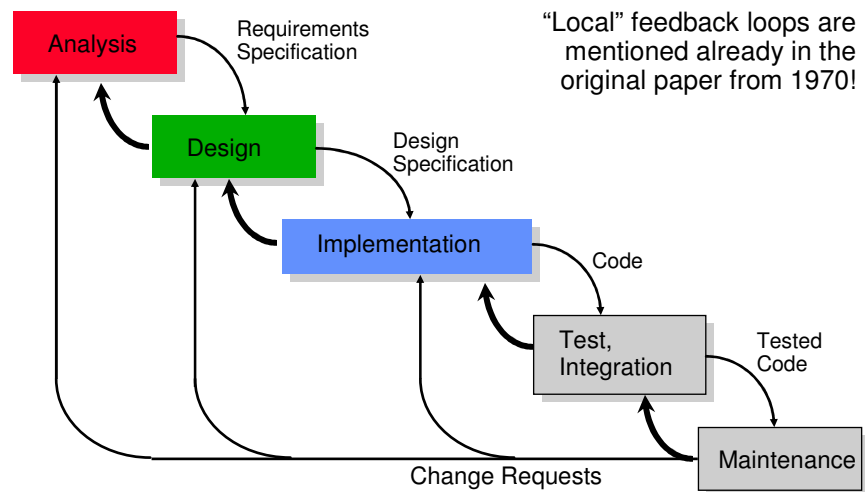 Analysis
Requirements
Specification
“Local” feedback loops are
mentioned already in the
original paper from 1970!
Design
Design
Specification
Implementation
Code
Test,
Integration
Tested
Code
Maintenance
Change Requests